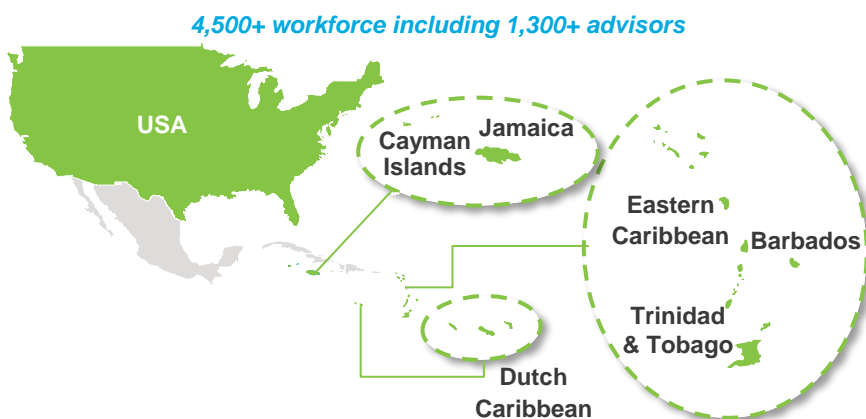 4,500+ workforce including 1,300+ advisors
USA
Cayman
Islands
Jamaica
Eastern
Caribbean
Barbados
Trinidad
& Tobago
Dutch
Caribbean